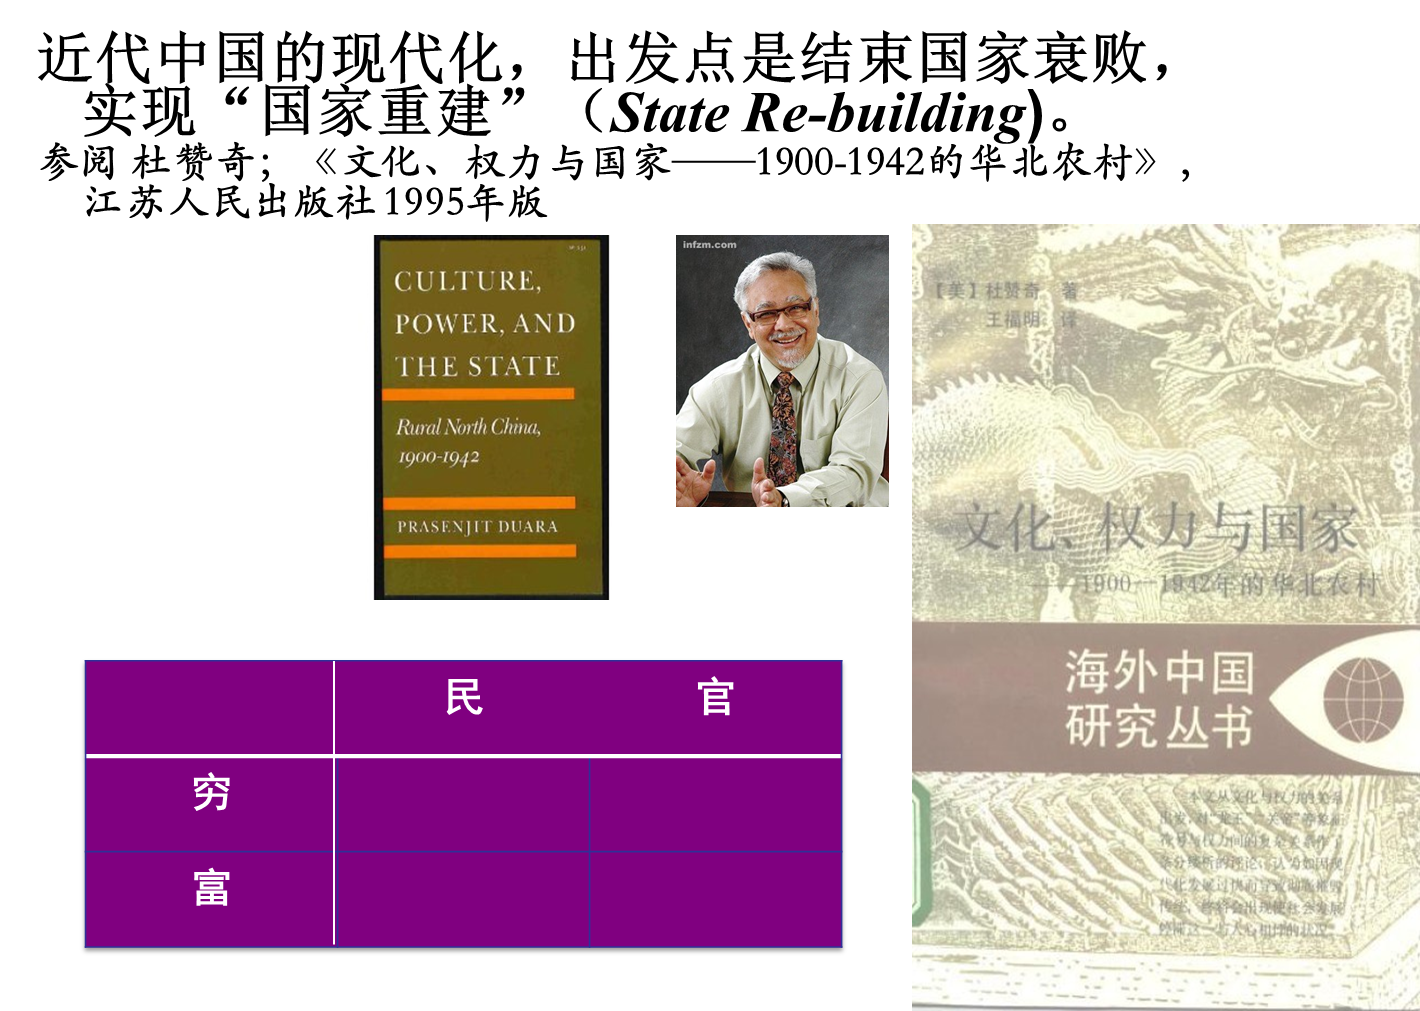 近代中国的现代化，出发点是结束国家衰败，
实现“国家重建”（State Re-building)。
参阅 杜赞奇；《文化、权力与国家——1900-1942的华北农村》，
江苏人民出版社1995年版
CULTURE,
POWER, AND
THE STATE
Rural North China,
1900-1942
PRASENJIT DUARA
infzm.com
【美】杜赞奇 著
王福明 译
文化、权力与国家
——1900—1942年的华北农村
海外中国
研究丛书
民 官
穷
富